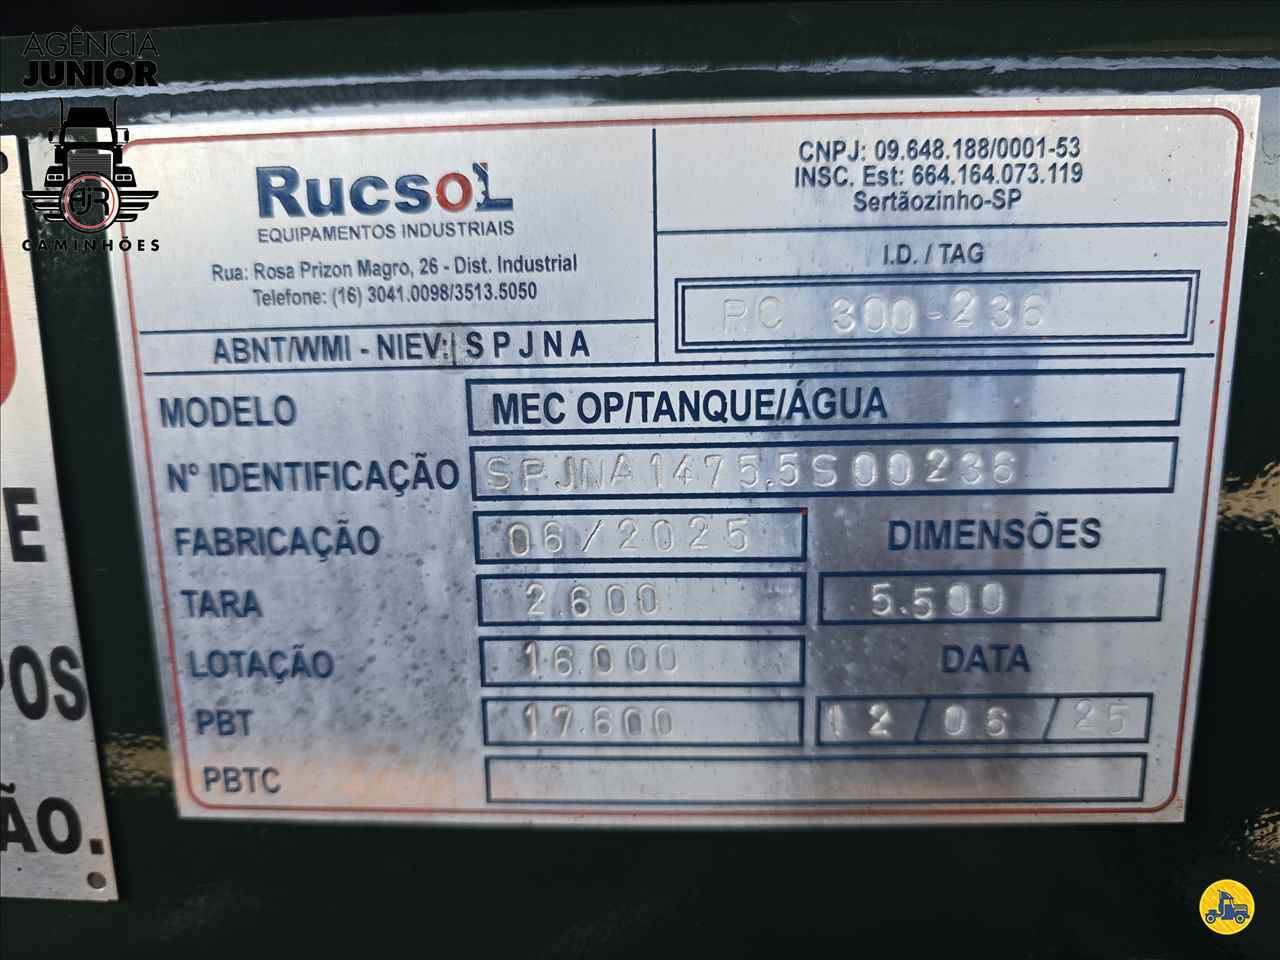 AGÊNCIA
JUNIOR
AJR
CAMINHÕES
Rucsol
EQUIPAMENTOS INDUSTRIAIS
Rua: Rosa Prizon Magro, 26 - Dist. Industrial
Telefone: (16) 3041.0098/3513.5050
CNPJ: 09.648.188/0001-53
INSC. Est: 664.164.073.119
Sertãozinho-SP
I.D. / TAG
RC 300-236
ABNT/WMI - NIEV: SPJNA
MODELO MEC OP/TANQUE/ÁGUA
Nº IDENTIFICAÇÃO SPJNA1475.5S00236
FABRICAÇÃO 06/2025 DIMENSÕES
TARA 2.600 5.500
LOTAÇÃO 16.000 DATA
PBT 17.600 12/06/25
PBTC
E
POS
ÃO.